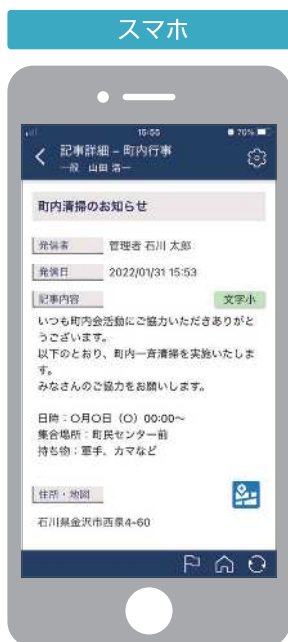 スマホ
15:55
70%
記事詳細 – 町内行事
一般 山田 浩一
町内清掃のお知らせ
発信者
管理者 石川 太郎
発信日
2022/01/31 15:53
記事内容
文字小
いつも町内会活動にご協力いただきありがと
うございます。
以下のとおり、町内一斉清掃を実施いたしま
す。
みなさんのご協力をお願いします。
日時：〇月〇日（〇）00:00～
集合場所：町民センター前
持ち物：軍手、カマなど
住所・地図
石川県金沢市西泉4-60